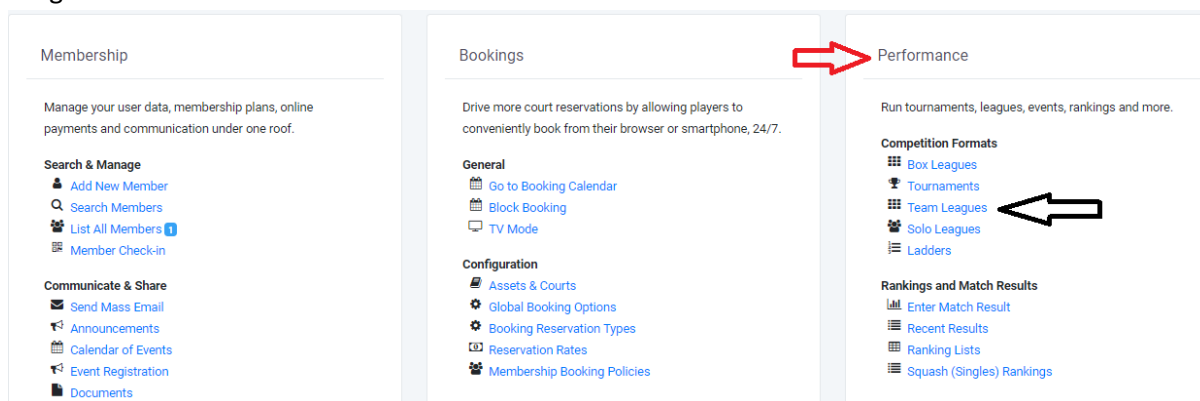 Membership
Manage your user data, membership plans, online
payments and communication under one roof.
Search & Manage
Add New Member
Search Members
List All Members 1
Member Check-in
Communicate & Share
Send Mass Email
Announcements
Calendar of Events
Event Registration
Documents
Bookings
Drive more court reservations by allowing players to
conveniently book from their browser or smartphone, 24/7.
General
Go to Booking Calendar
Block Booking
TV Mode
Configuration
Assets & Courts
Global Booking Options
Booking Reservation Types
Reservation Rates
Membership Booking Policies
Performance
Run tournaments, leagues, events, rankings and more.
Competition Formats
Box Leagues
Tournaments
Team Leagues
Solo Leagues
Ladders
Rankings and Match Results
Enter Match Result
Recent Results
Ranking Lists
Squash (Singles) Rankings